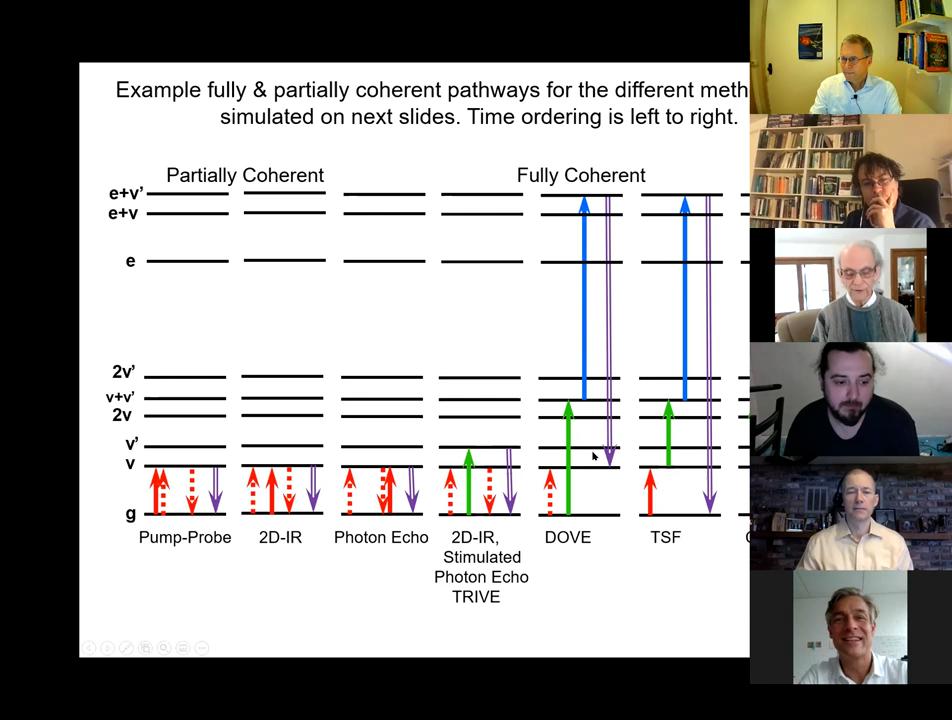 Example fully & partially coherent pathways for the different meth
simulated on next slides. Time ordering is left to right.
Partially Coherent
Fully Coherent
e+v'
e+v
e
2v'
v+v'
2v
v'
v
g
Pump-Probe
2D-IR
Photon Echo
2D-IR,
Stimulated
Photon Echo
TRIVE
DOVE
TSF